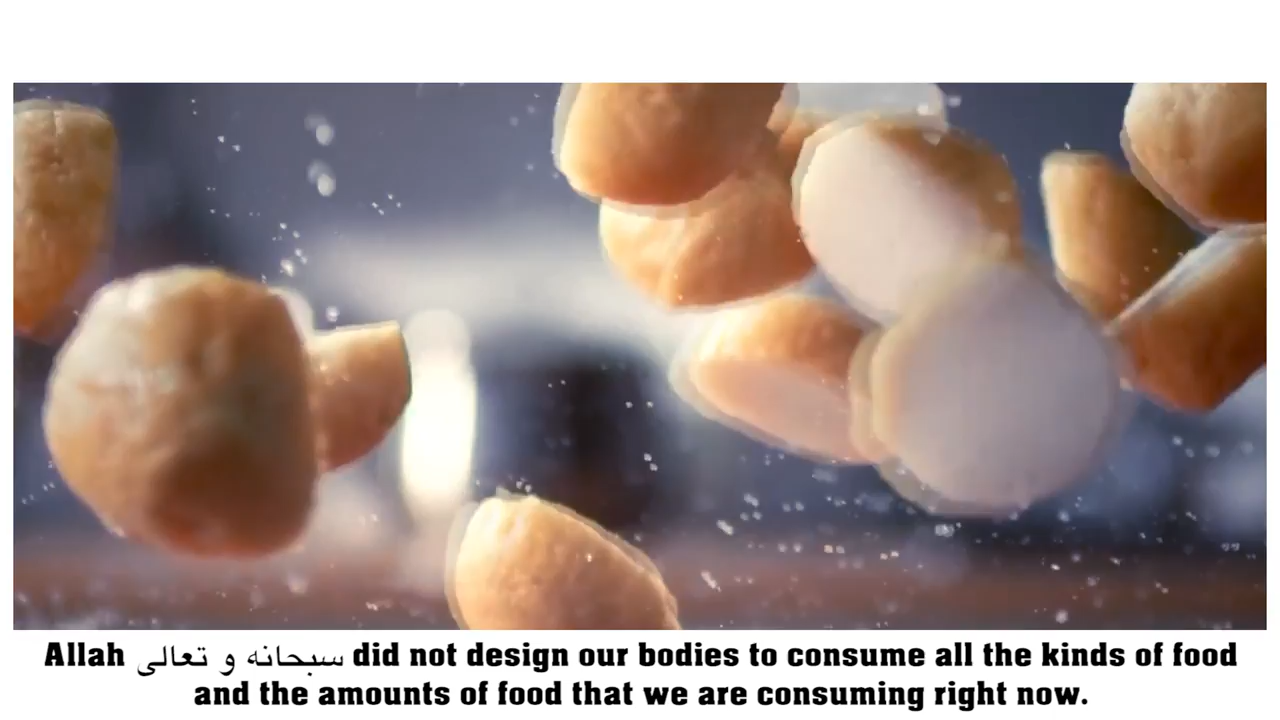 Allah سبحانه و تعالى did not design our bodies to consume all the kinds of food
and the amounts of food that we are consuming right now.